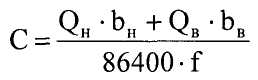 C = (Qн · bн + Qв · bв) / (86400 · f)